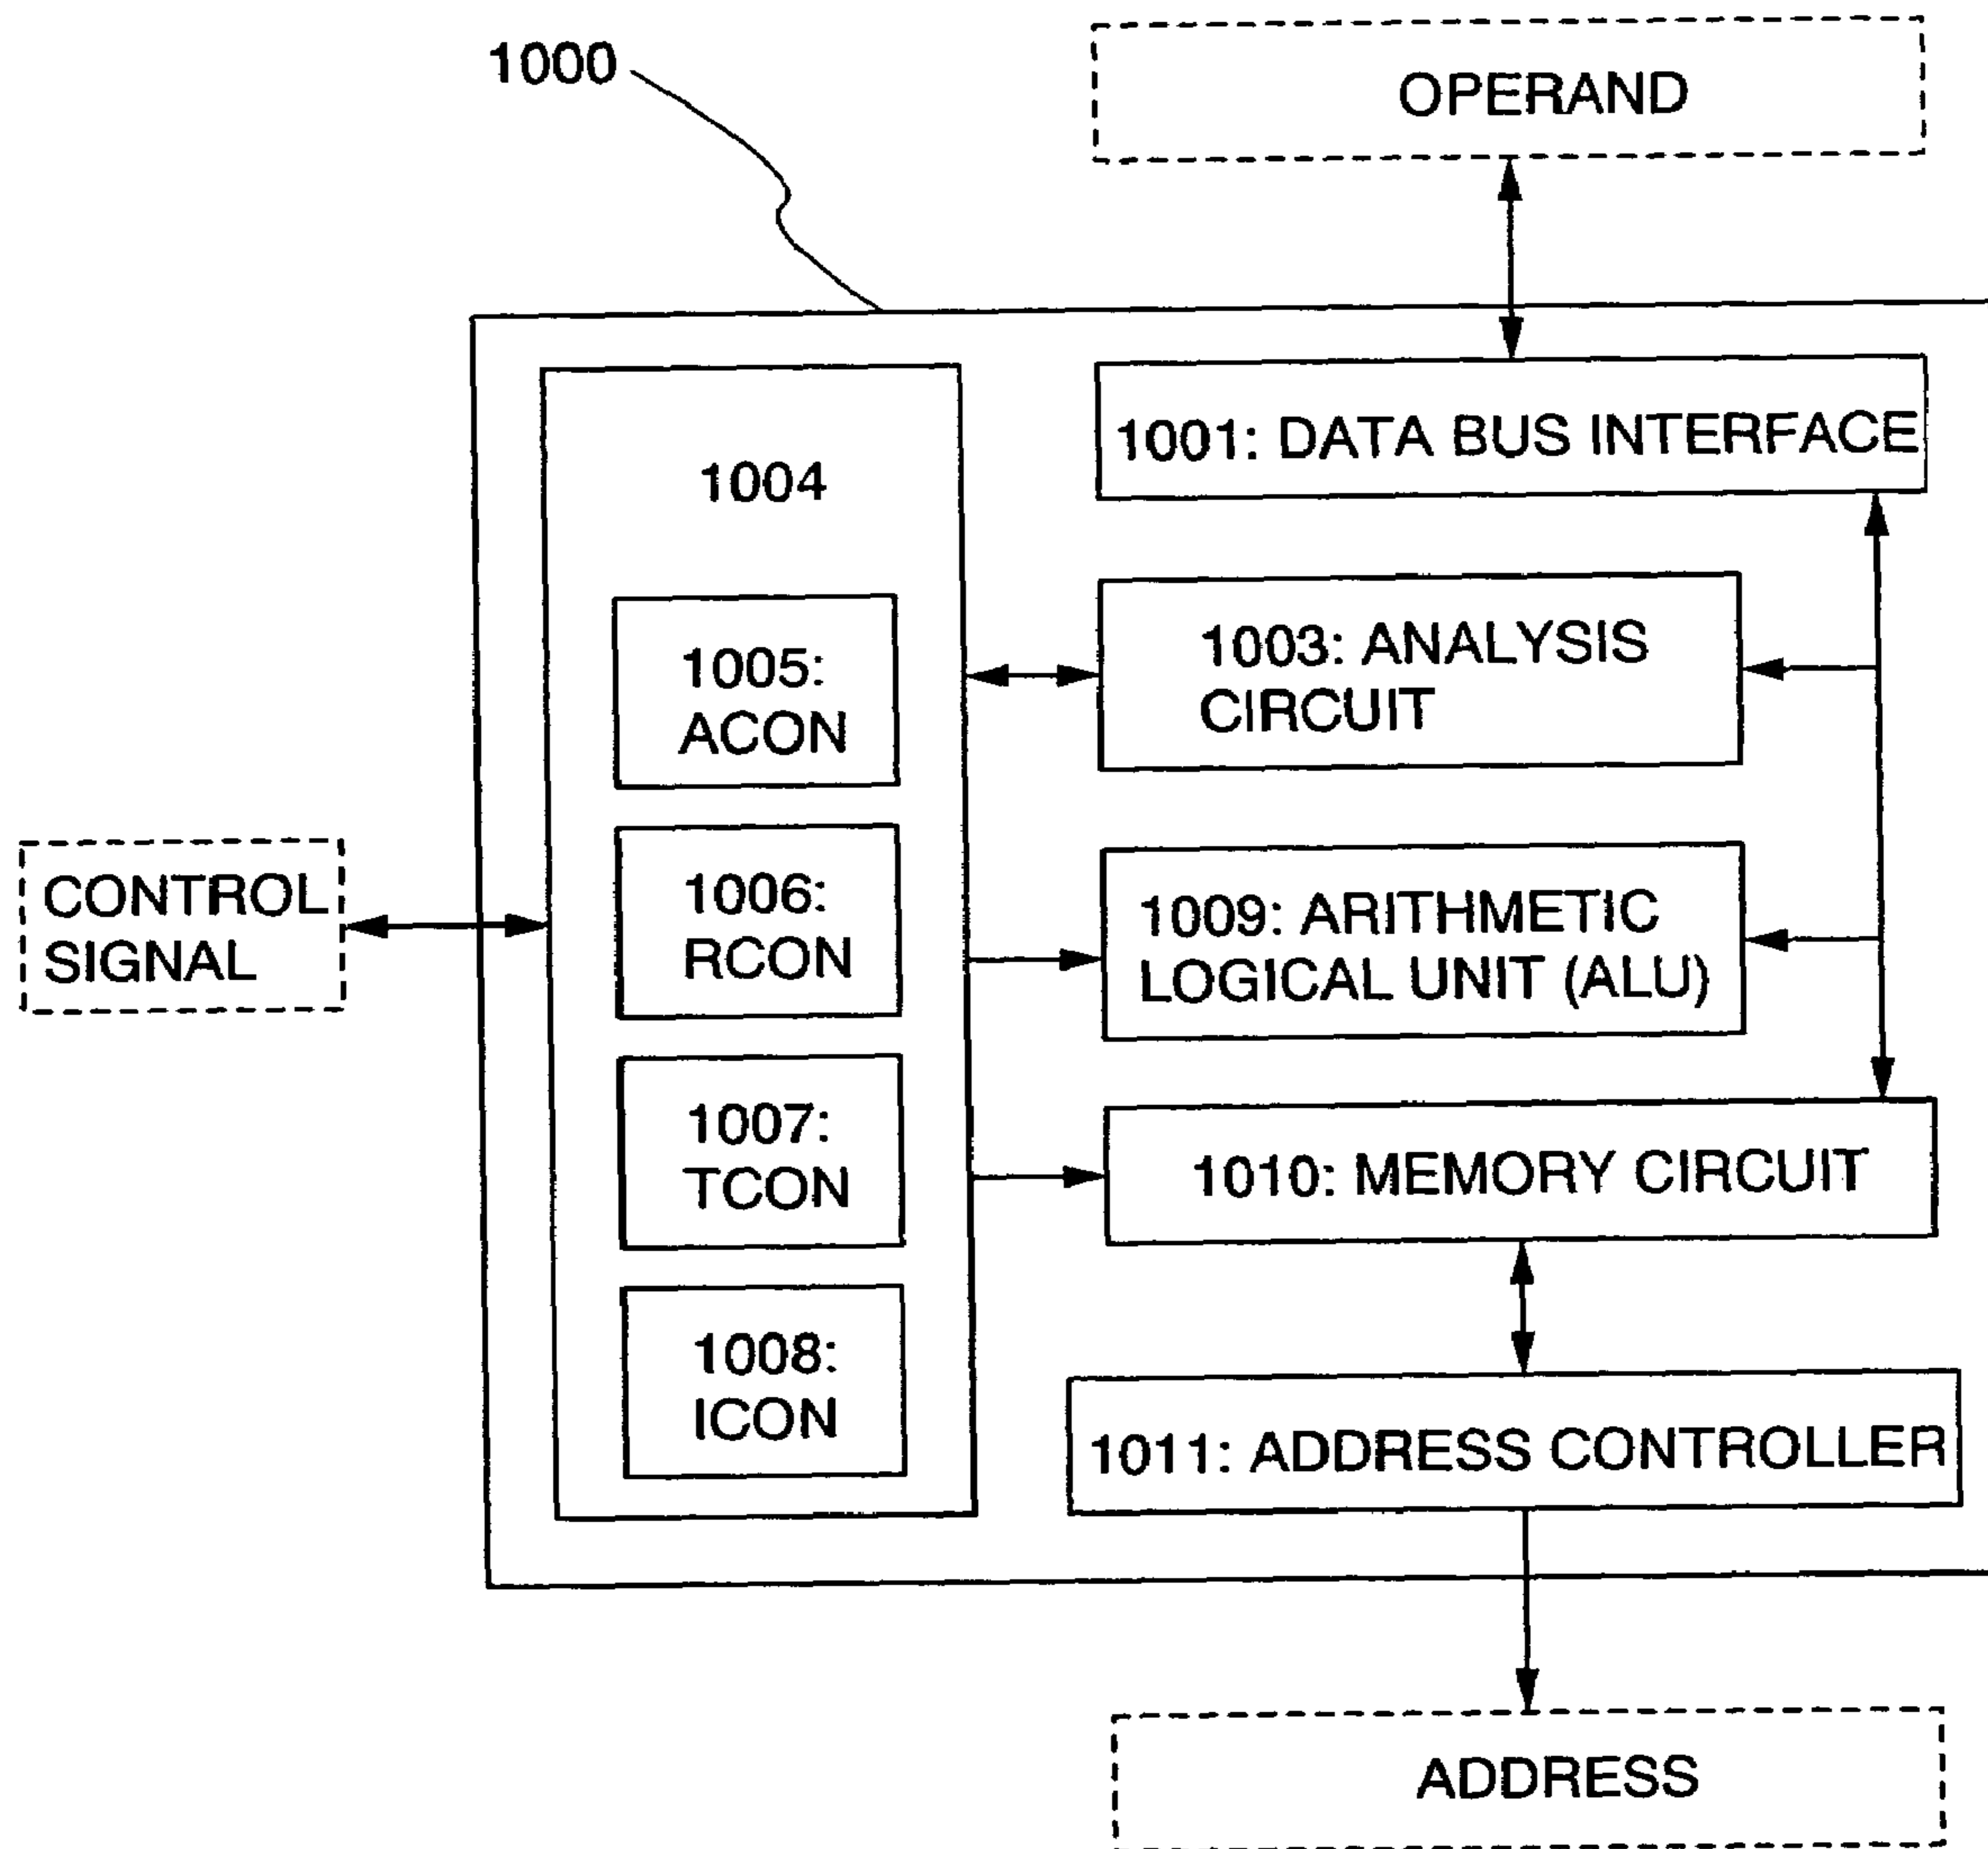 1000
OPERAND
1001: DATA BUS INTERFACE
1004
1003: ANALYSIS
CIRCUIT
1005:
ACON
CONTROL
SIGNAL
1006:
RCON
1009: ARITHMETIC
LOGICAL UNIT (ALU)
1007:
TCON
1010: MEMORY CIRCUIT
1008:
ICON
1011: ADDRESS CONTROLLER
ADDRESS